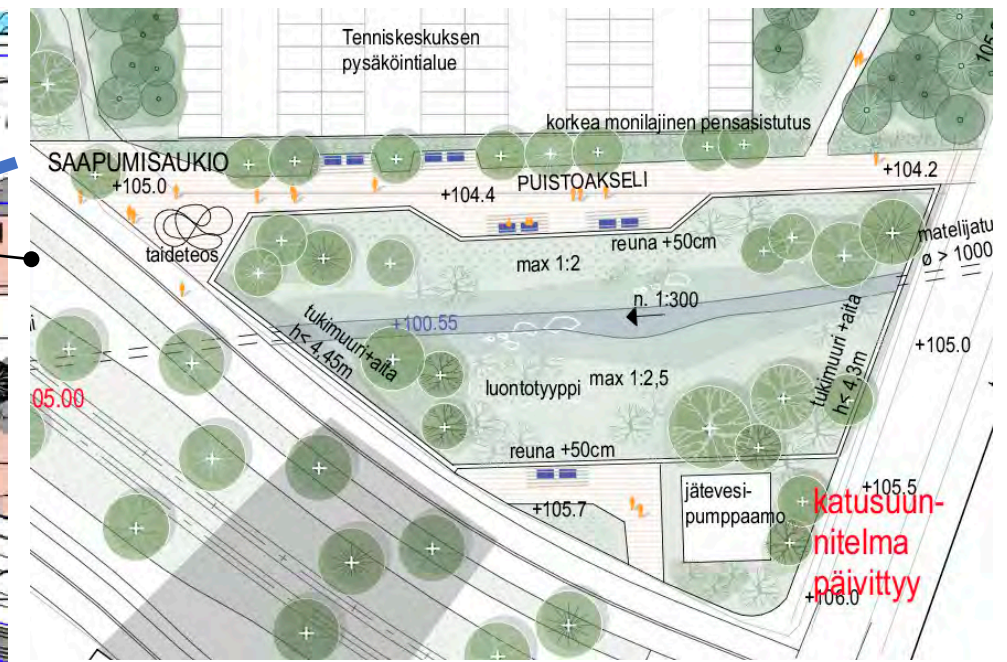 Tenniskeskuksen
pysäköintialue
korkea monilajinen pensasistutus
SAAPUMISAUKIO
+105.0
+104.4
PUISTOAKSELI
+104.2
taideteos
reuna +50cm
max 1:2
matelijatu
ø > 1000
n. 1:300
tukimuuri+aita
h< 4,45m
+100.55
tukimuuri +aita
h< 4,3m
+105.0
luontotyyppi
max 1:2,5
05.00
reuna +50cm
jätevesi-
pumppaamo
+105.7
+105.5
katusuun-
nitelma
päivittyy
+106.0